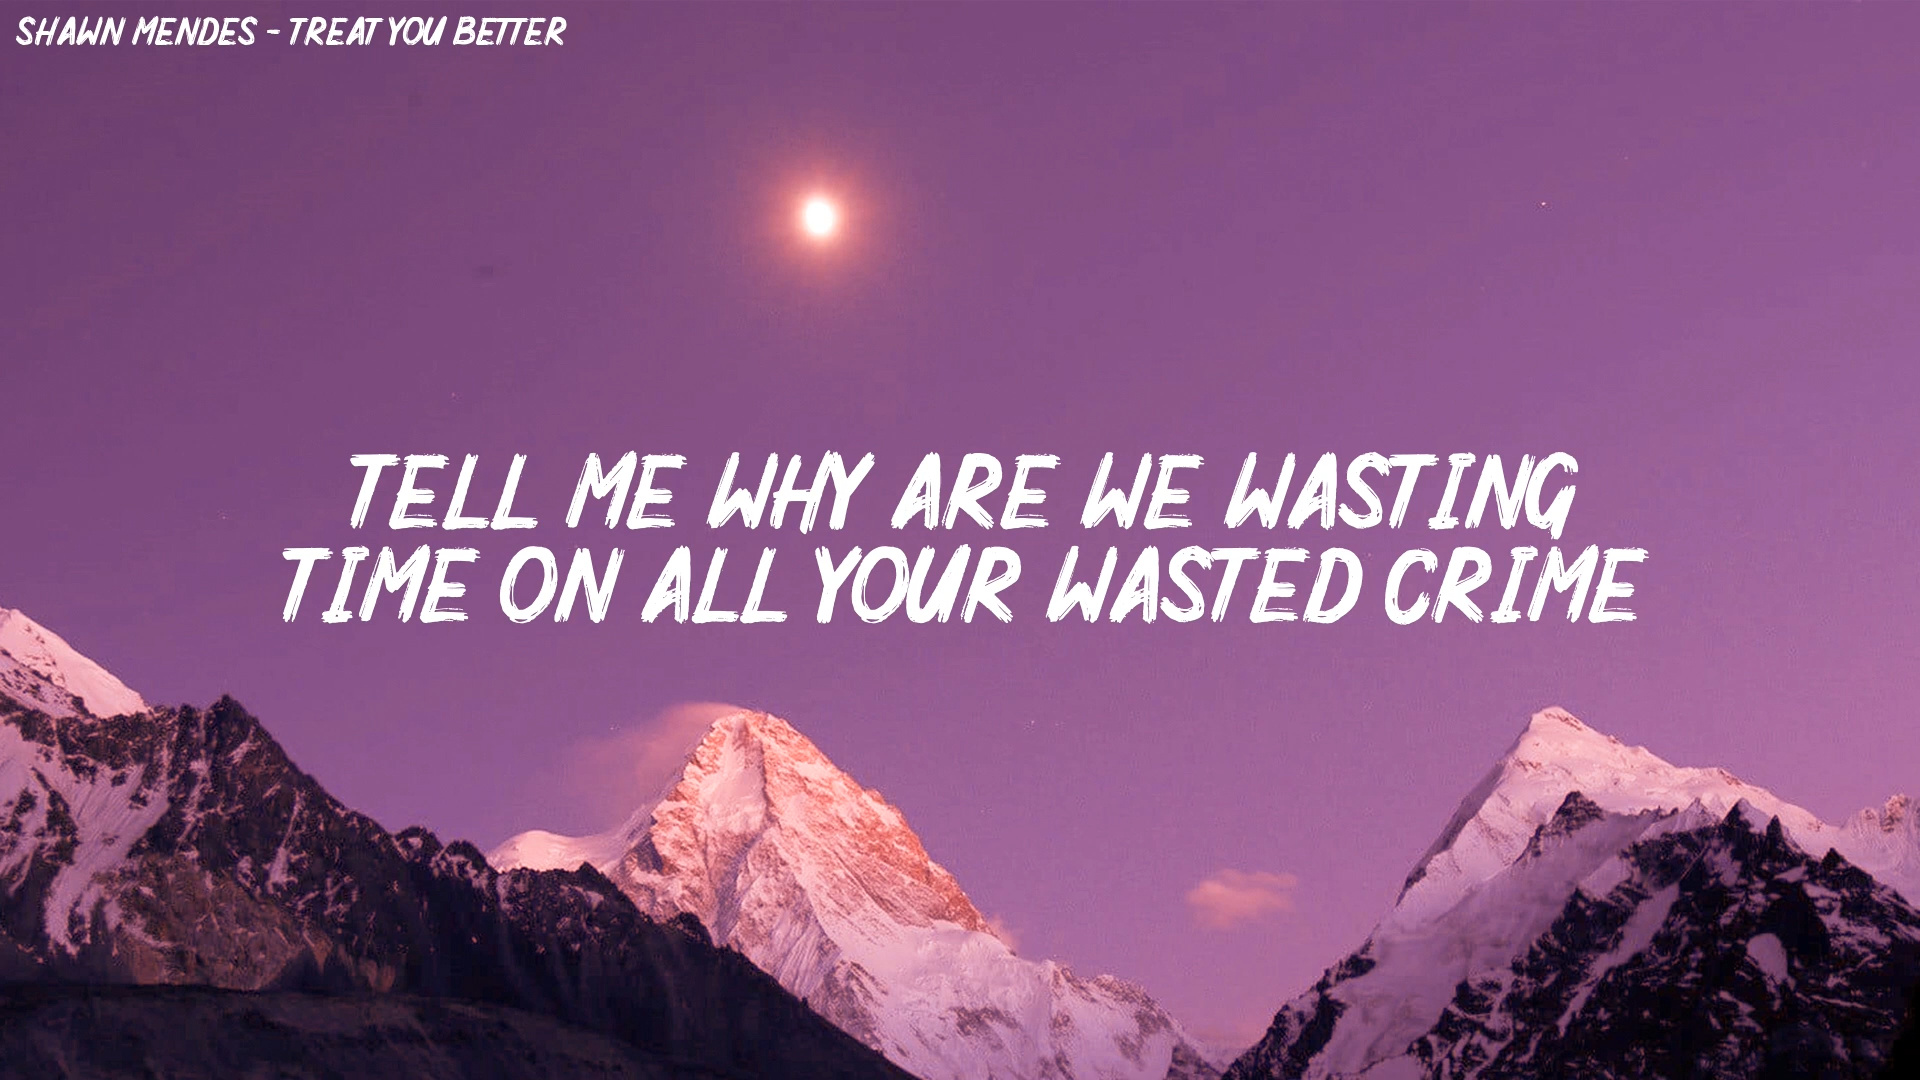 SHAWN MENDES - TREAT YOU BETTER
TELL ME WHY ARE WE WASTING
TIME ON ALL YOUR WASTED CRIME